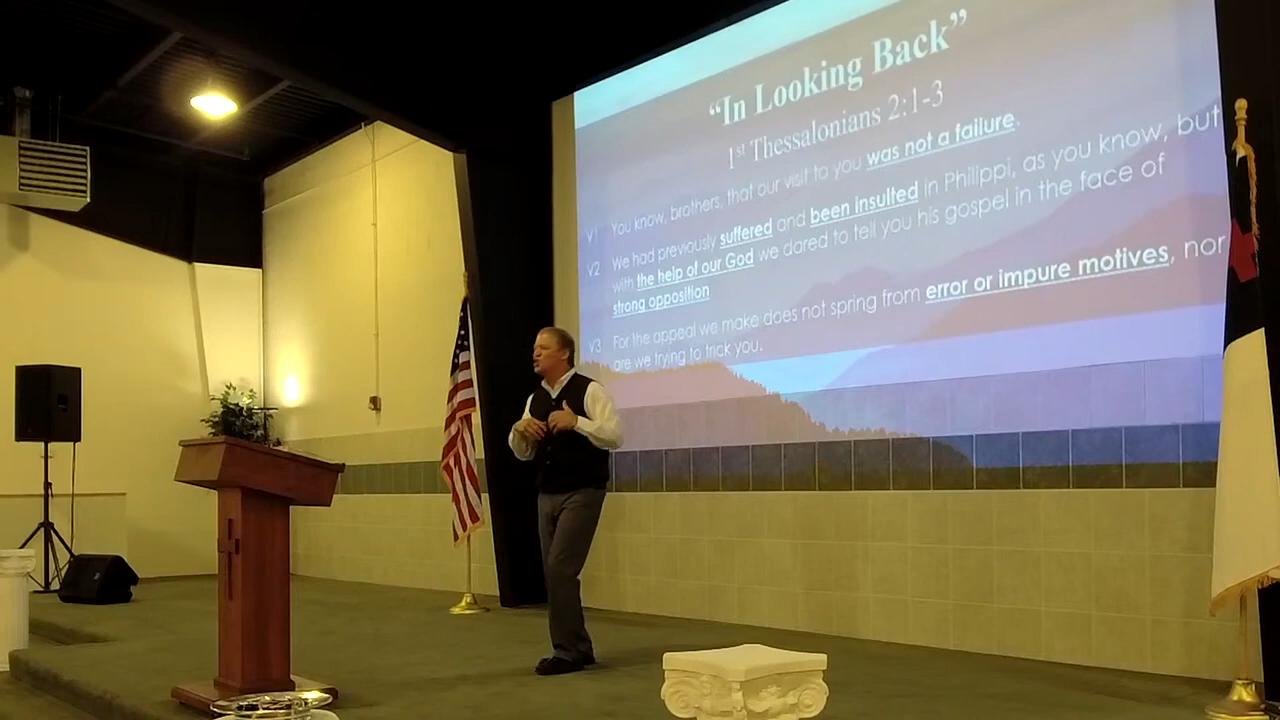 “In Looking Back”
1st Thessalonians 2:1-3
V1 You know, brothers, that our visit to you was not a failure.
V2 We had previously suffered and been insulted in Philippi, as you know, but
with the help of our God we dared to tell you his gospel in the face of
strong opposition
V3 For the appeal we make does not spring from error or impure motives, nor
are we trying to trick you.